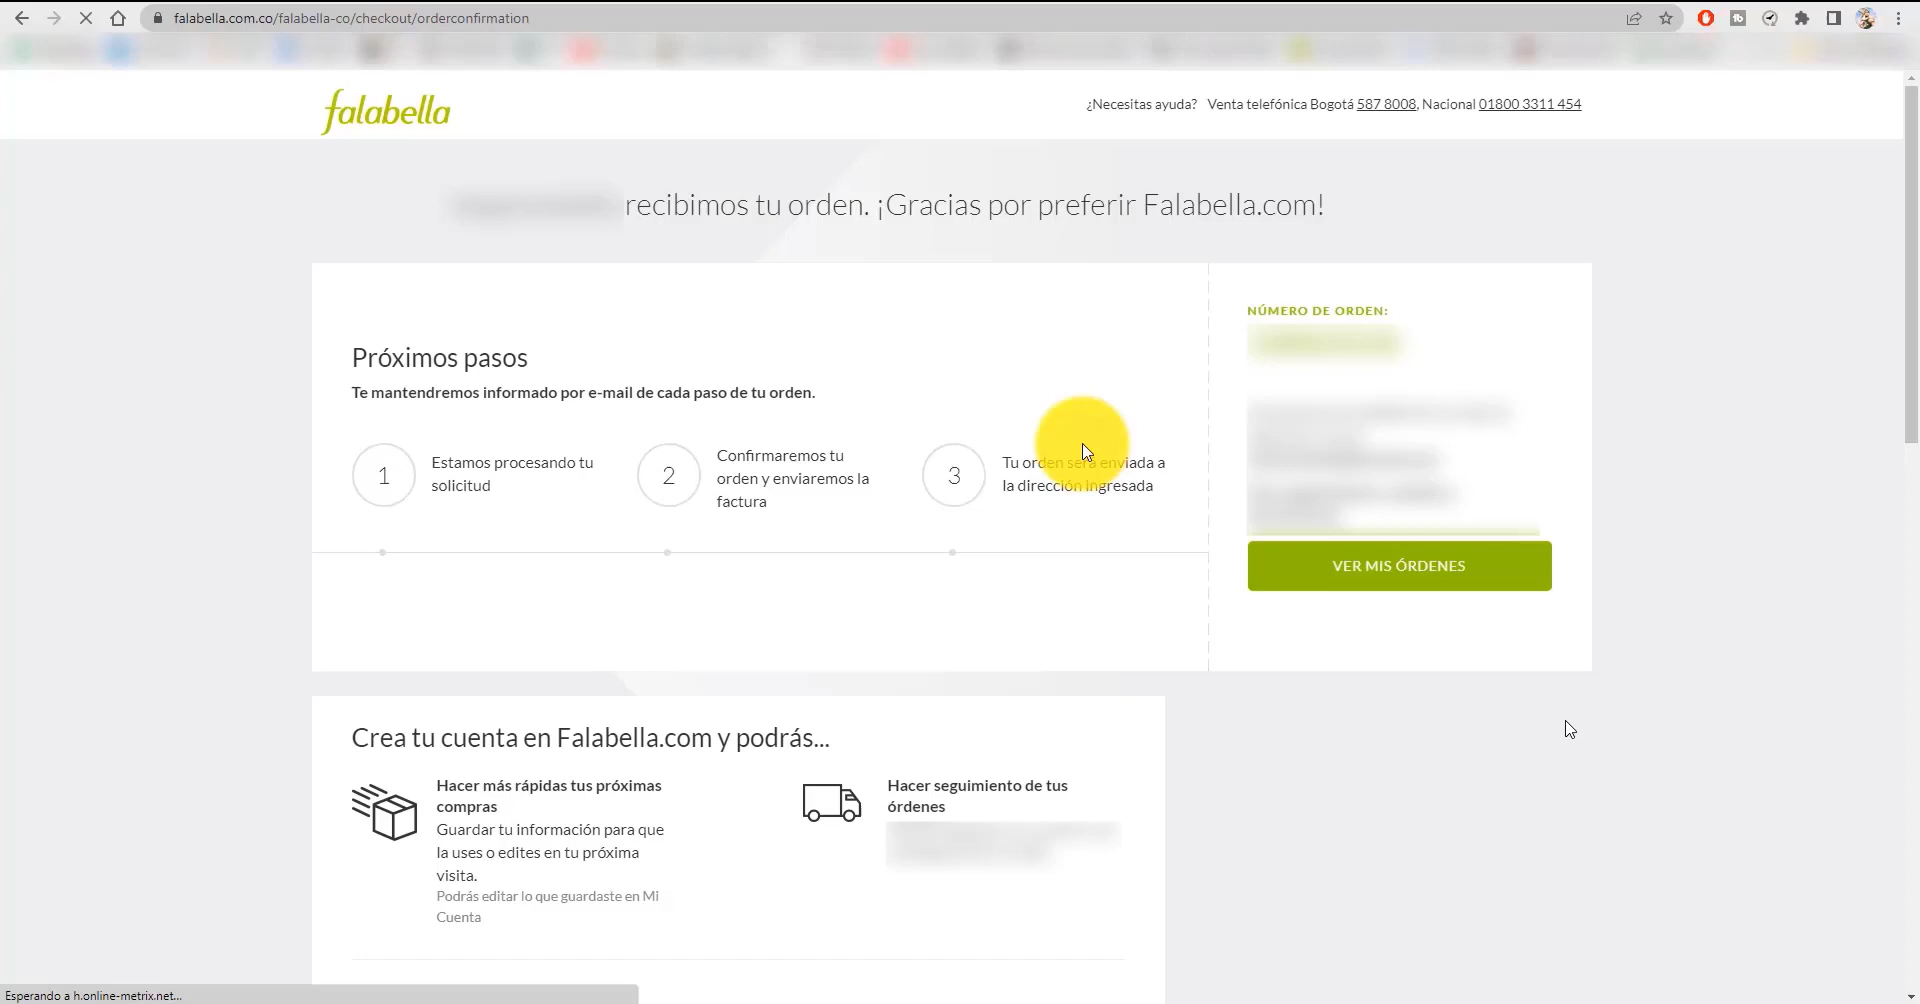 falabella.com.co/falabella-co/checkout/orderconfirmation
falabella
¿Necesitas ayuda? Venta telefónica Bogotá 587 8008, Nacional 01800 3311 454
recibimos tu orden. ¡Gracias por preferir Falabella.com!
Próximos pasos
Te mantendremos informado por e-mail de cada paso de tu orden.
1
Estamos procesando tu
solicitud
2
Confirmaremos tu
orden y enviaremos la
factura
3
Tu orden será enviada a
la dirección ingresada
NÚMERO DE ORDEN:
VER MIS ÓRDENES
Crea tu cuenta en Falabella.com y podrás...
Hacer más rápidas tus próximas
compras
Guardar tu información para que
la uses o edites en tu próxima
visita.
Podrás editar lo que guardaste en Mi
Cuenta
Hacer seguimiento de tus
órdenes
Esperando a h.online-metrix.net...